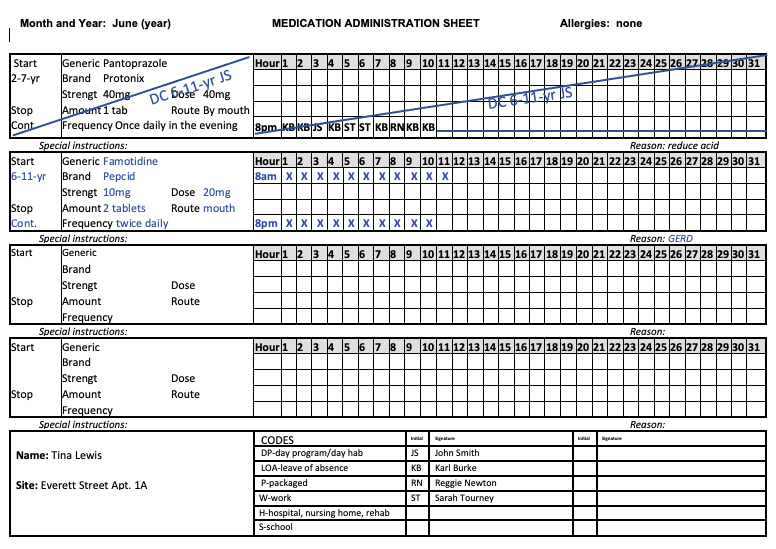 Month and Year: June (year) MEDICATION ADMINISTRATION SHEET Allergies: none
Start Generic Pantoprazole Hour 1 2 3 4 5 6 7 8 9 10 11 12 13 14 15 16 17 18 19 20 21 22 23 24 25 26 27 28 29 30 31
2-7-yr Brand Protonix
Strengt 40mg Dose 40mg
DC 6-11-yr JS DC 6-11-yr JS
Stop Amount 1 tab Route By mouth
Cont Frequency Once daily in the evening 8pm KB KB JS KB ST ST KB RN KB KB
Special instructions: Reason: reduce acid
Start Generic Famotidine Hour 1 2 3 4 5 6 7 8 9 10 11 12 13 14 15 16 17 18 19 20 21 22 23 24 25 26 27 28 29 30 31
6-11-yr Brand Pepcid 8am X X X X X X X X X X X
Strengt 10mg Dose 20mg
Stop Amount 2 tablets Route mouth
Cont. Frequency twice daily 8pm X X X X X X X X X X
Special instructions: Reason: GERD
Start Generic Hour 1 2 3 4 5 6 7 8 9 10 11 12 13 14 15 16 17 18 19 20 21 22 23 24 25 26 27 28 29 30 31
Brand
Strengt Dose
Stop Amount Route
Frequency
Special instructions: Reason:
Start Generic Hour 1 2 3 4 5 6 7 8 9 10 11 12 13 14 15 16 17 18 19 20 21 22 23 24 25 26 27 28 29 30 31
Brand
Strengt Dose
Stop Amount Route
Frequency
Special instructions: Reason:
CODES Initial Signature Initial Signature
Name: Tina Lewis DP-day program/day hab JS John Smith
LOA-leave of absence KB Karl Burke
Site: Everett Street Apt. 1A P-packaged RN Reggie Newton
W-work ST Sarah Tourney
H-hospital, nursing home, rehab
S-school